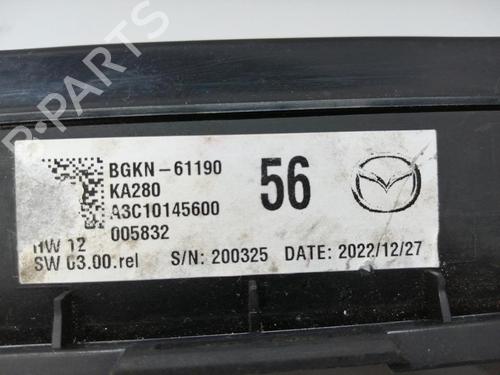 BGKN-61190
KA280
A3C10145600
005832
56
HW 12
SW 03.00.rel S/N: 200325 DATE: 2022/12/27
B-PARTS